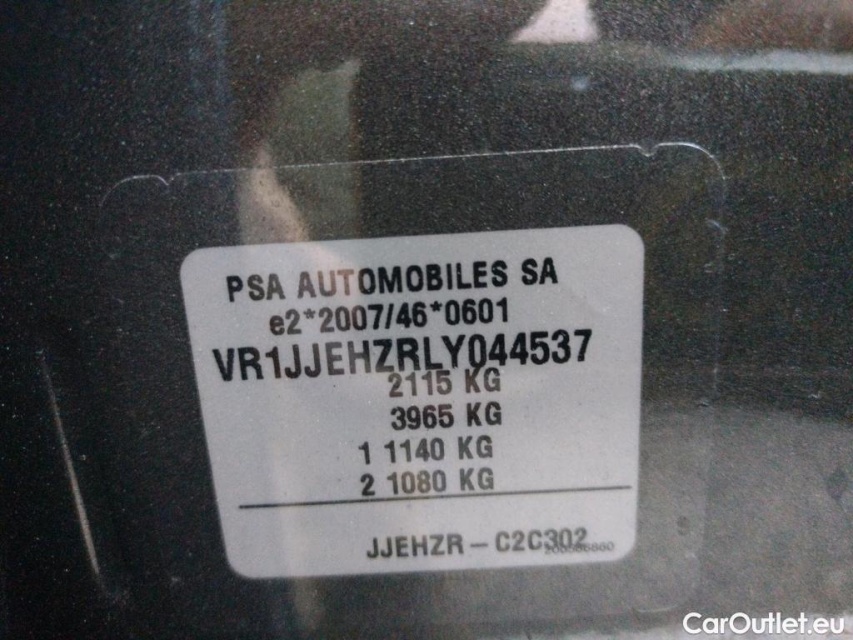 PSA AUTOMOBILES SA
e2*2007/46*0601
VR1JJEHZRLY044537
2115 KG
3965 KG
1 1140 KG
2 1080 KG
JJEHZR - C2C302
CarOutlet.eu